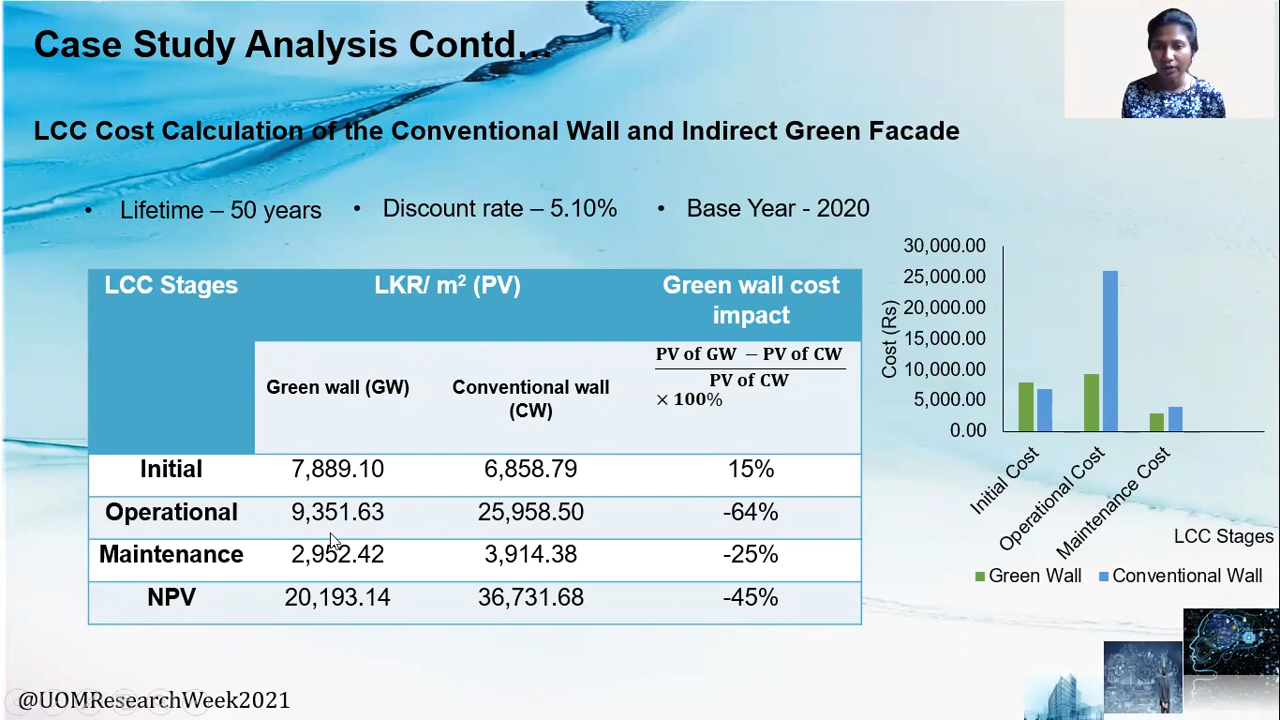 Case Study Analysis Contd…
LCC Cost Calculation of the Conventional Wall and Indirect Green Facade
• Lifetime – 50 years • Discount rate – 5.10% • Base Year - 2020
LCC Stages LKR/ m² (PV) Green wall cost
impact
Green wall (GW) Conventional wall
(CW)
PV of GW − PV of CW
PV of CW
× 100%
Initial 7,889.10 6,858.79 15%
Operational 9,351.63 25,958.50 -64%
Maintenance 2,952.42 3,914.38 -25%
NPV 20,193.14 36,731.68 -45%
Cost (Rs)
30,000.00
25,000.00
20,000.00
15,000.00
10,000.00
5,000.00
0.00
Initial Cost
Operational Cost
Maintenance Cost
LCC Stages
Green Wall Conventional Wall
@UOMResearchWeek2021